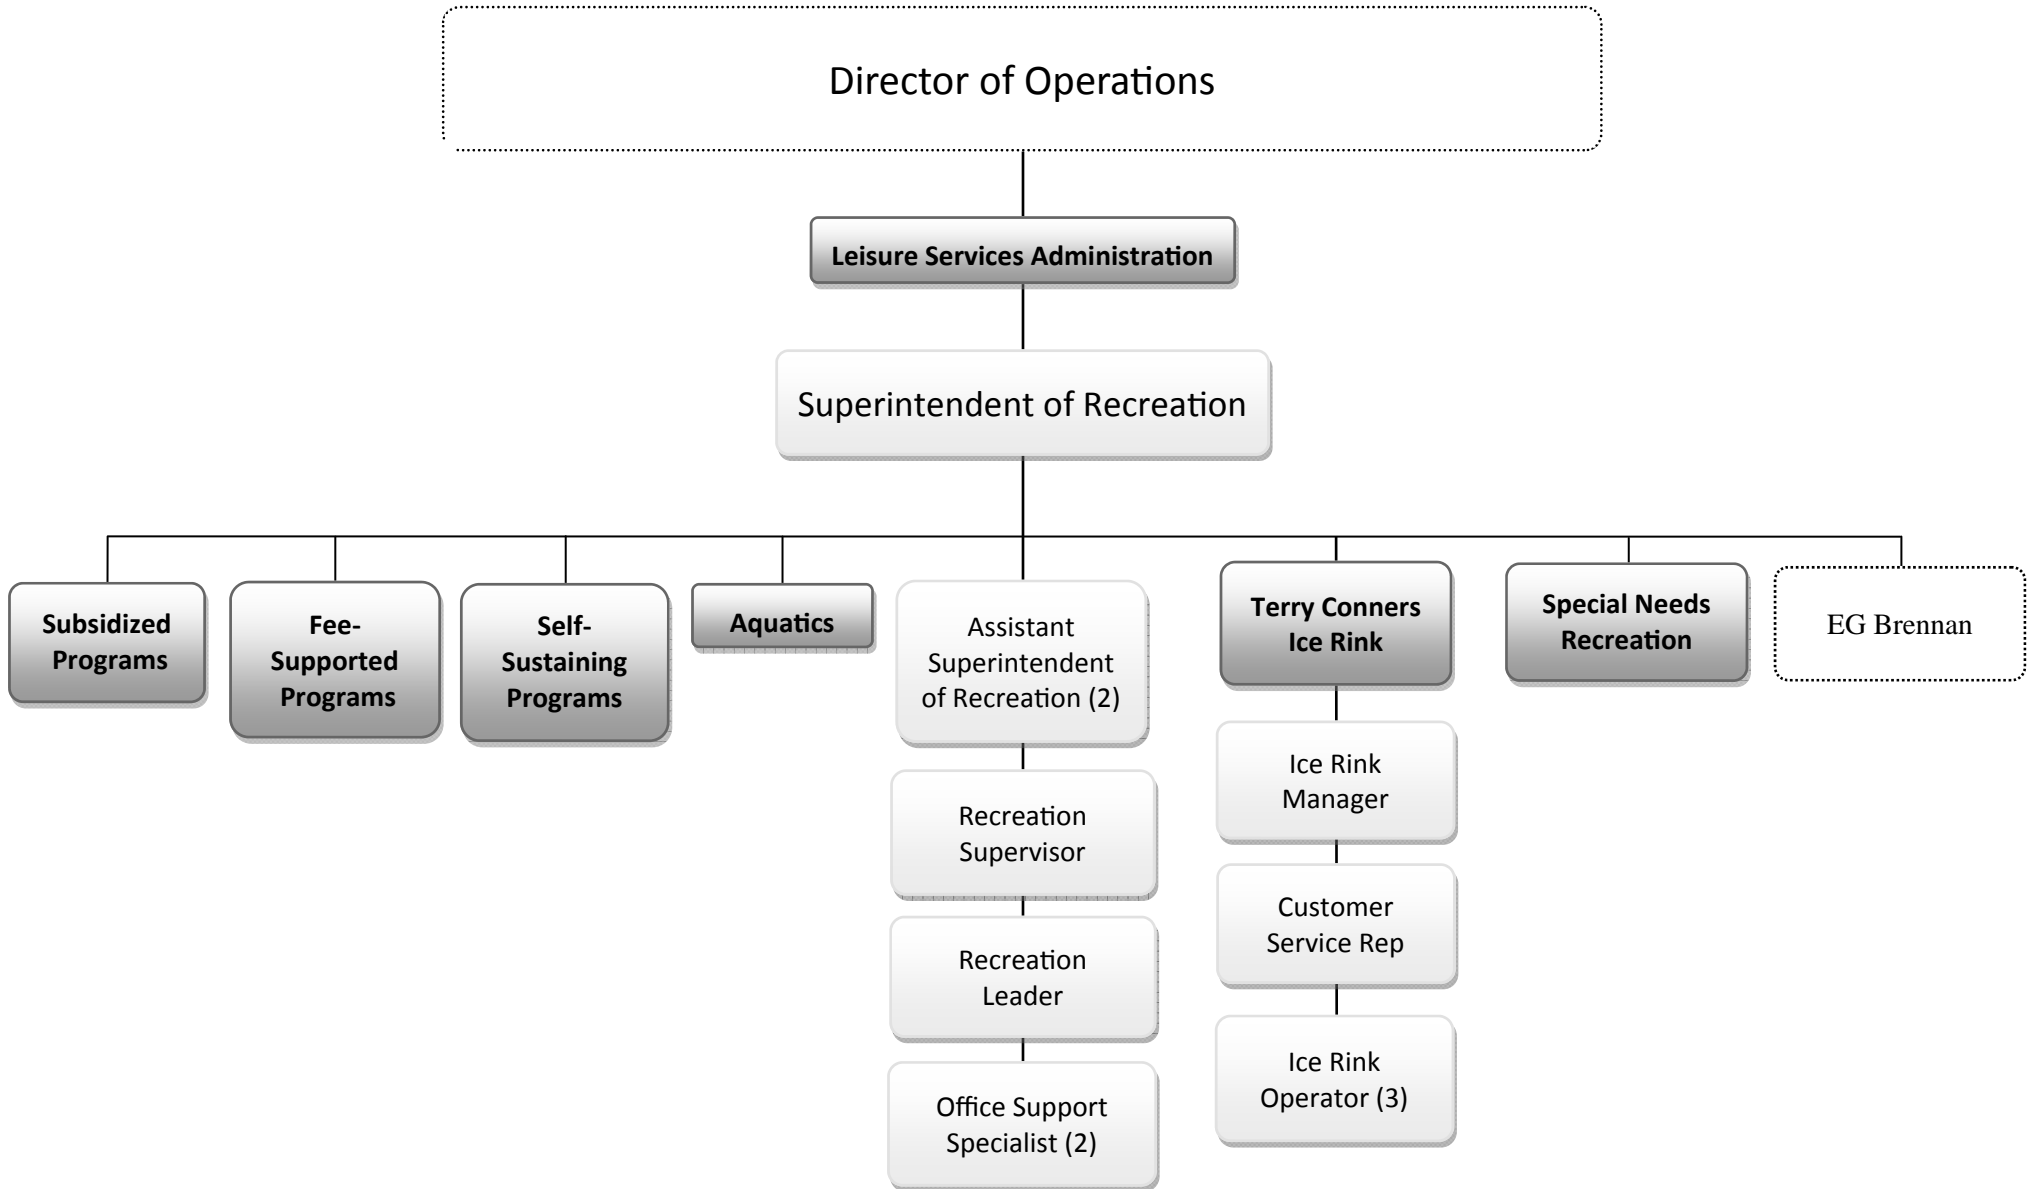 Director of Operations
Leisure Services Administration
Superintendent of Recreation
Subsidized
Programs
Fee-
Supported
Programs
Self-
Sustaining
Programs
Aquatics
Assistant
Superintendent
of Recreation (2)
Recreation
Supervisor
Recreation
Leader
Office Support
Specialist (2)
Terry Conners
Ice Rink
Ice Rink
Manager
Customer
Service Rep
Ice Rink
Operator (3)
Special Needs
Recreation
EG Brennan